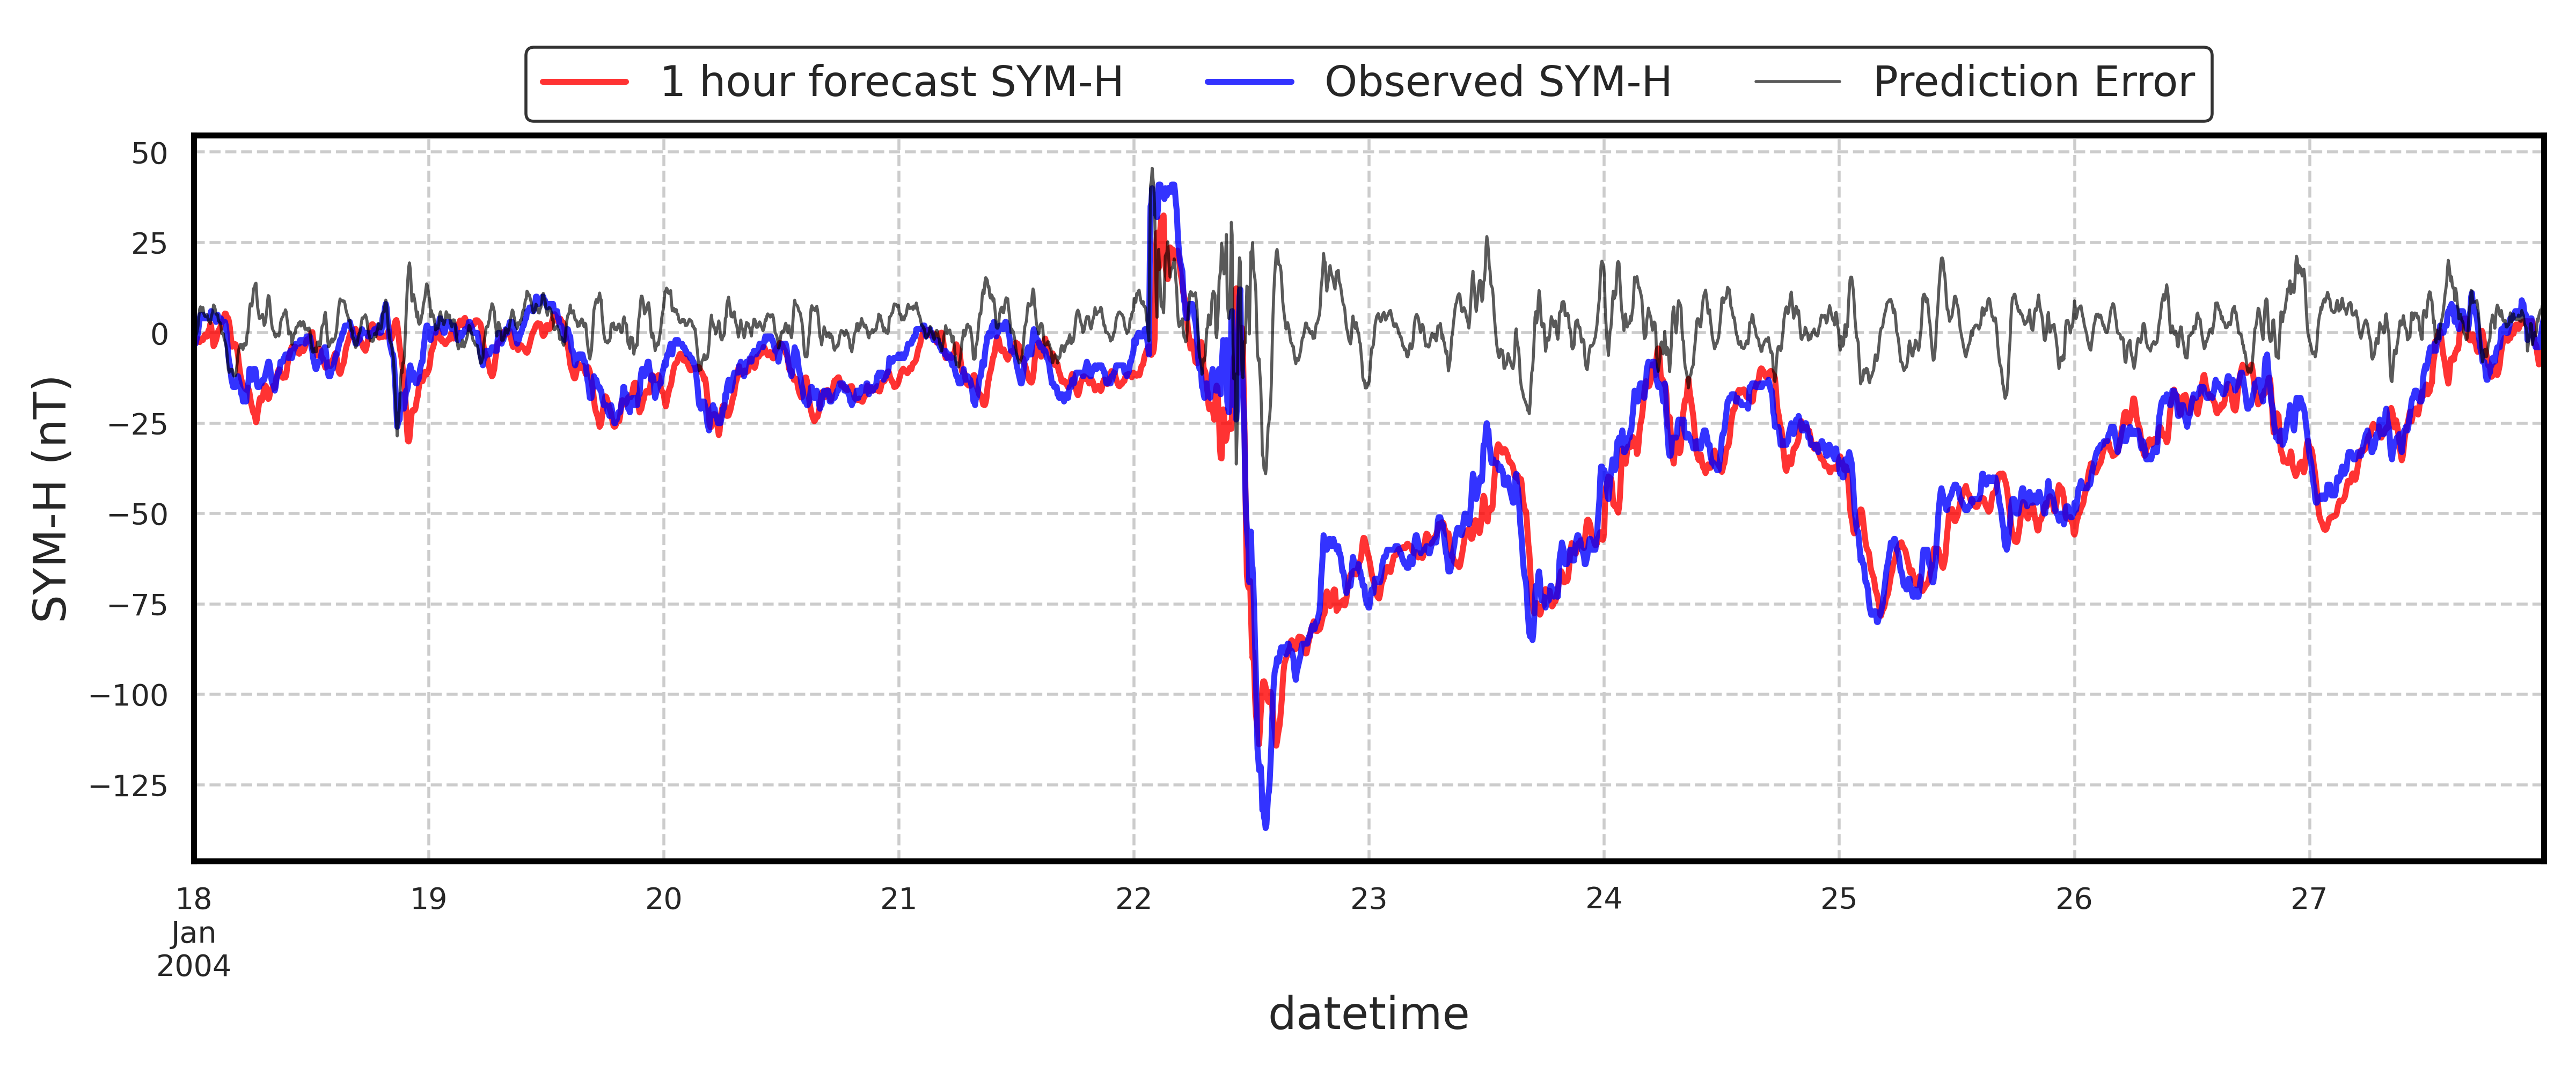 1 hour forecast SYM-H Observed SYM-H Prediction Error
50
25
0
−25
−50
−75
−100
−125
SYM-H (nT)
18 19 20 21 22 23 24 25 26 27
Jan
2004
datetime